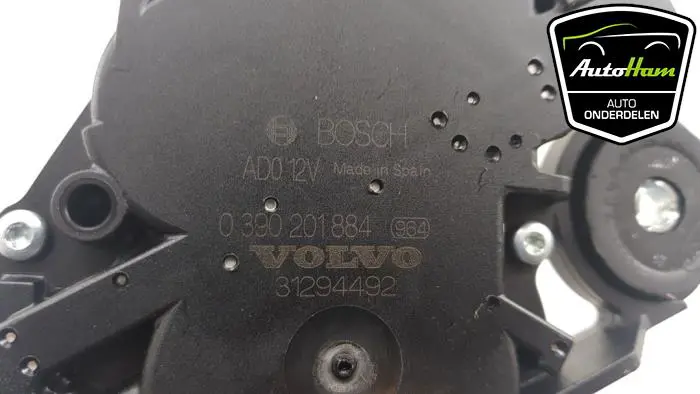 AutoHam
AUTO
ONDERDELEN
BOSCH
AD0 12V Made in Spain
0 390 201 884 964
VOLVO
31294492